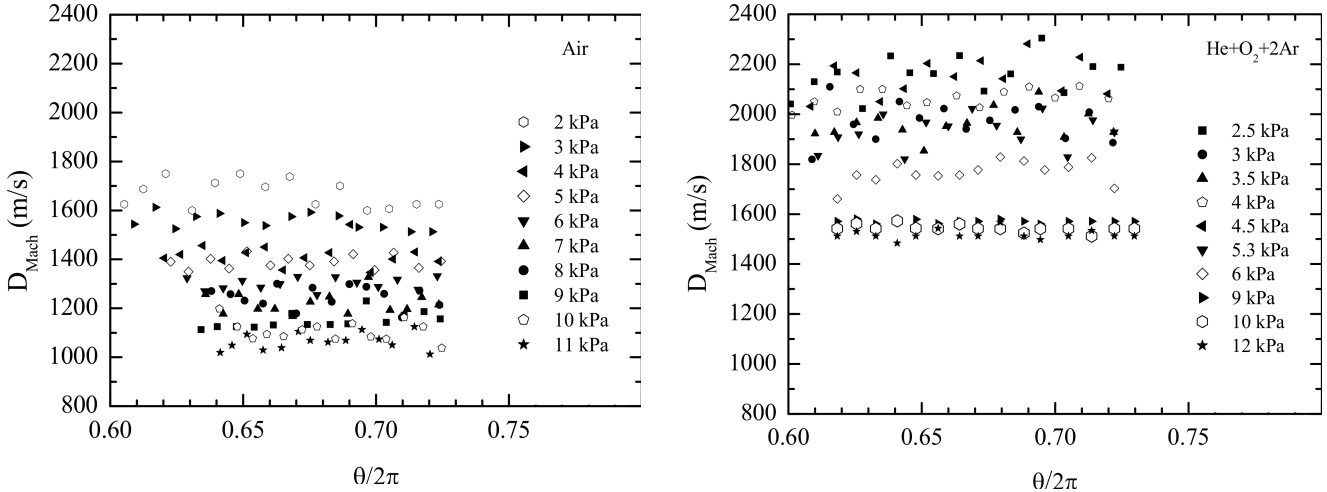 2400
2200
2000
1800
1600
1400
1200
1000
800
D_Mach (m/s)
Air
2 kPa
3 kPa
4 kPa
5 kPa
6 kPa
7 kPa
8 kPa
9 kPa
10 kPa
11 kPa
0.60
0.65
0.70
0.75
θ/2π
2400
2200
2000
1800
1600
1400
1200
1000
800
D_Mach (m/s)
He+O₂+2Ar
2.5 kPa
3 kPa
3.5 kPa
4 kPa
4.5 kPa
5.3 kPa
6 kPa
9 kPa
10 kPa
12 kPa
0.60
0.65
0.70
0.75
θ/2π